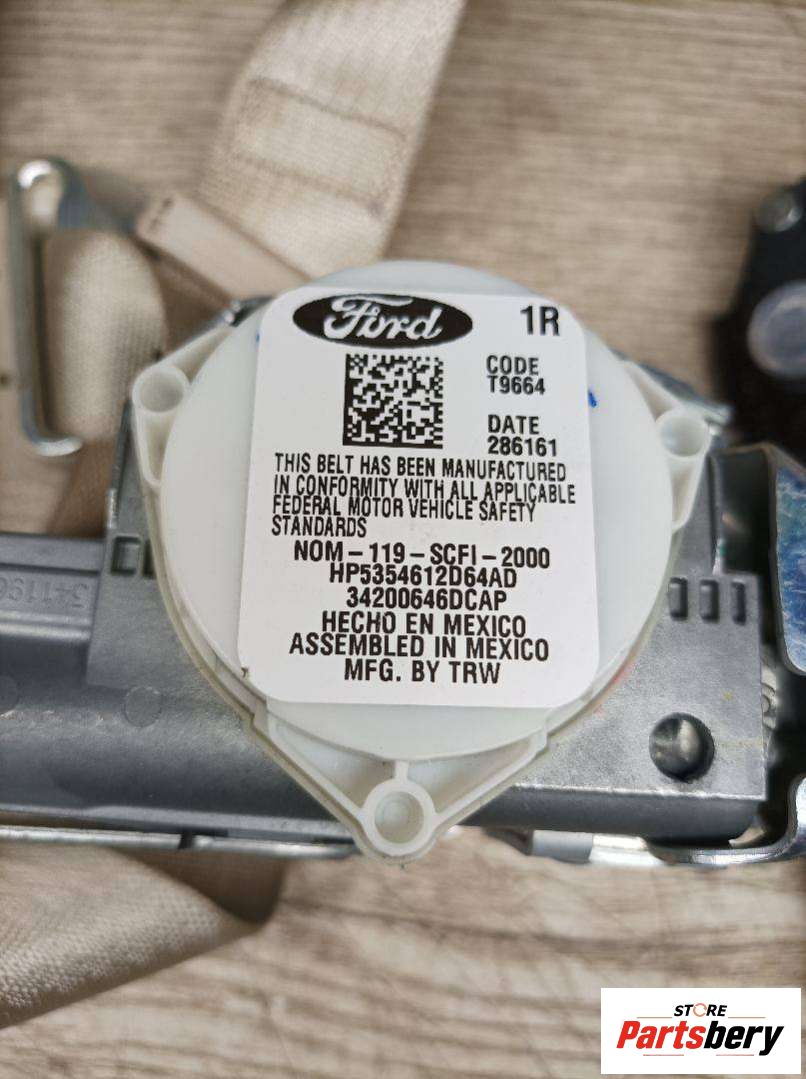 Ford
1R
CODE
T9664
DATE
286161
THIS BELT HAS BEEN MANUFACTURED
IN CONFORMITY WITH ALL APPLICABLE
FEDERAL MOTOR VEHICLE SAFETY
STANDARDS
NOM-119-SCFI-2000
HP5354612D64AD
34200646DCAP
HECHO EN MEXICO
ASSEMBLED IN MEXICO
MFG. BY TRW
STORE
Partsbery